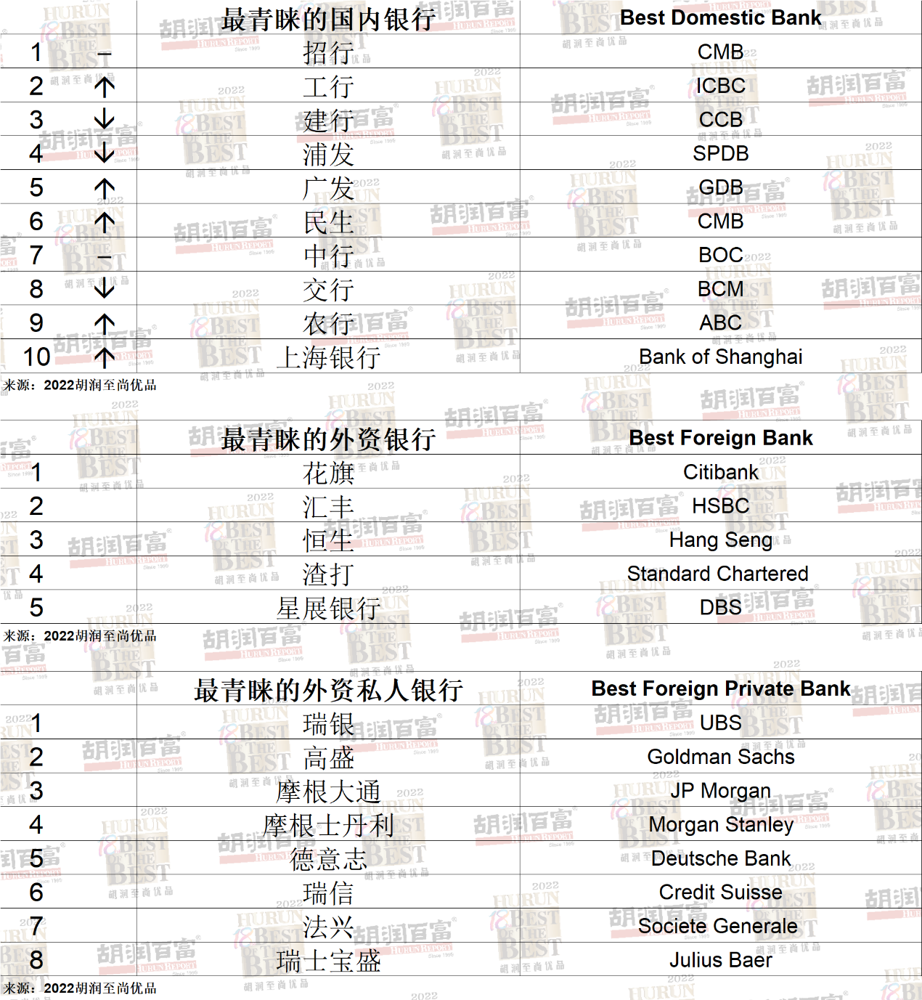 最青睐的国内银行 Best Domestic Bank
1 – 招行 CMB
2 ↑ 工行 ICBC
3 ↓ 建行 CCB
4 ↓ 浦发 SPDB
5 ↑ 广发 GDB
6 ↑ 民生 CMB
7 – 中行 BOC
8 ↓ 交行 BCM
9 ↑ 农行 ABC
10 ↑ 上海银行 Bank of Shanghai
来源：2022胡润至尚优品
最青睐的外资银行 Best Foreign Bank
1 花旗 Citibank
2 汇丰 HSBC
3 恒生 Hang Seng
4 渣打 Standard Chartered
5 星展银行 DBS
来源：2022胡润至尚优品
最青睐的外资私人银行 Best Foreign Private Bank
1 瑞银 UBS
2 高盛 Goldman Sachs
3 摩根大通 JP Morgan
4 摩根士丹利 Morgan Stanley
5 德意志 Deutsche Bank
6 瑞信 Credit Suisse
7 法兴 Societe Generale
8 瑞士宝盛 Julius Baer
来源：2022胡润至尚优品